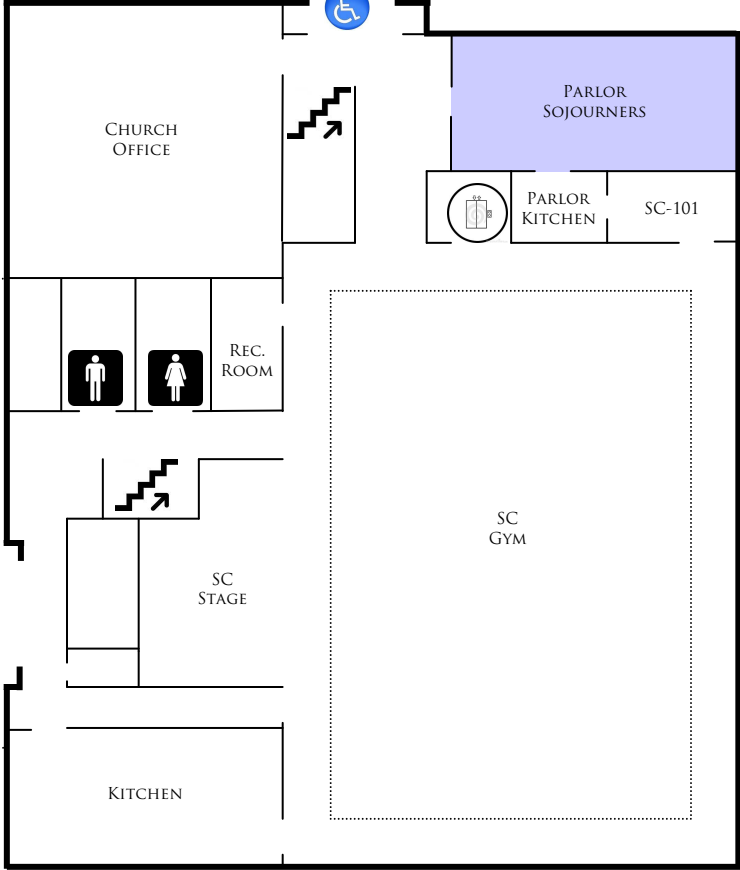 Parlor
Sojourners
Church
Office
Parlor
Kitchen
SC-101
Rec.
Room
SC
Gym
SC
Stage
Kitchen